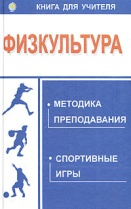 КНИГА ДЛЯ УЧИТЕЛЯ
ФИЗКУЛЬТУРА
• МЕТОДИКА
ПРЕПОДАВАНИЯ
• СПОРТИВНЫЕ
ИГРЫ